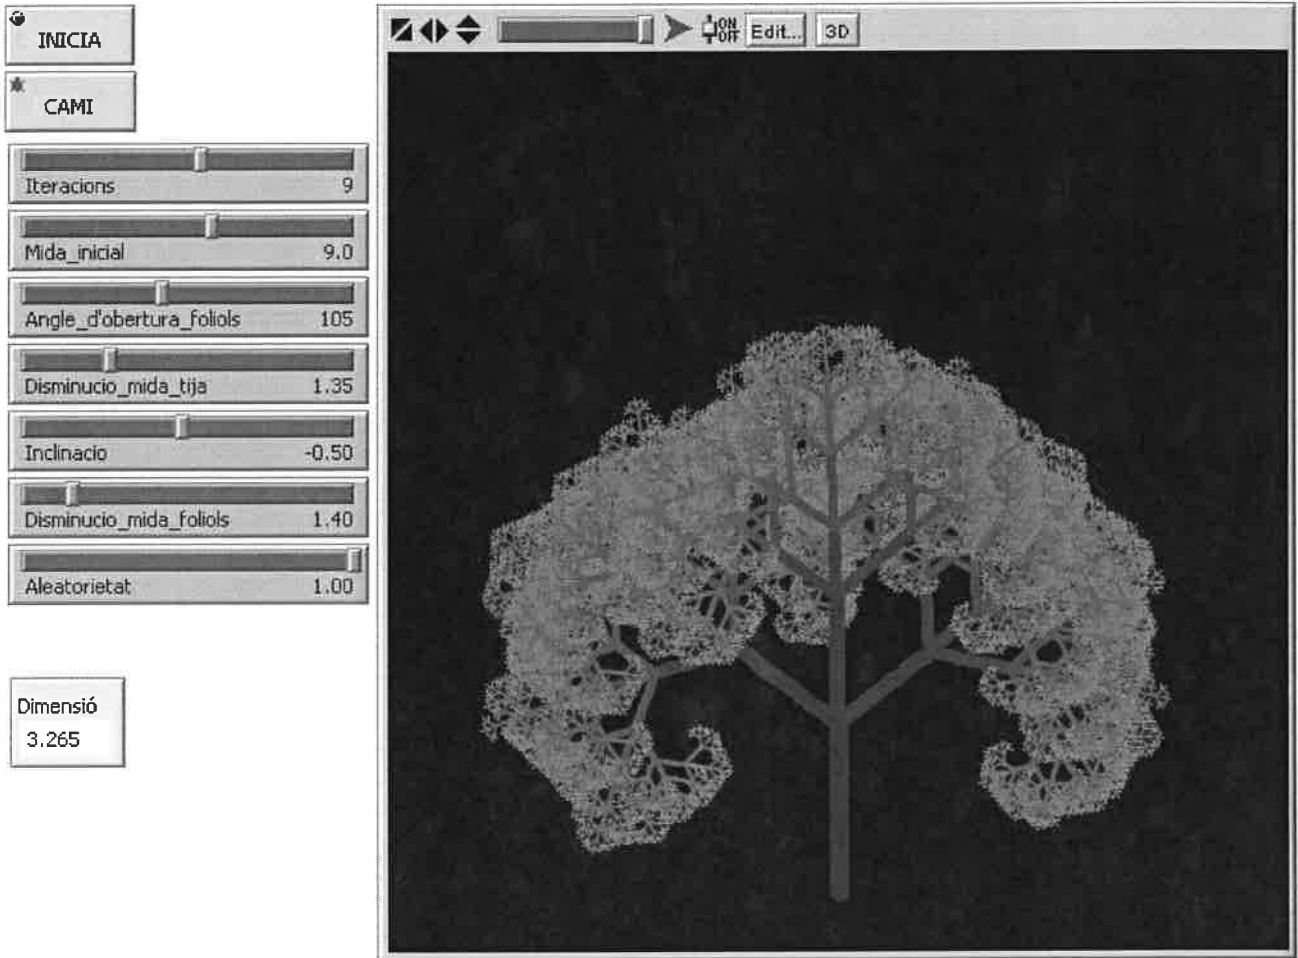 INICIA
CAMI
Iteracions 9
Mida_inicial 9.0
Angle_d'obertura_foliols 105
Disminucio_mida_tija 1.35
Inclinacio -0.50
Disminucio_mida_foliols 1.40
Aleatorietat 1.00
Dimensió
3.265
ON
OFF
Edit...
3D